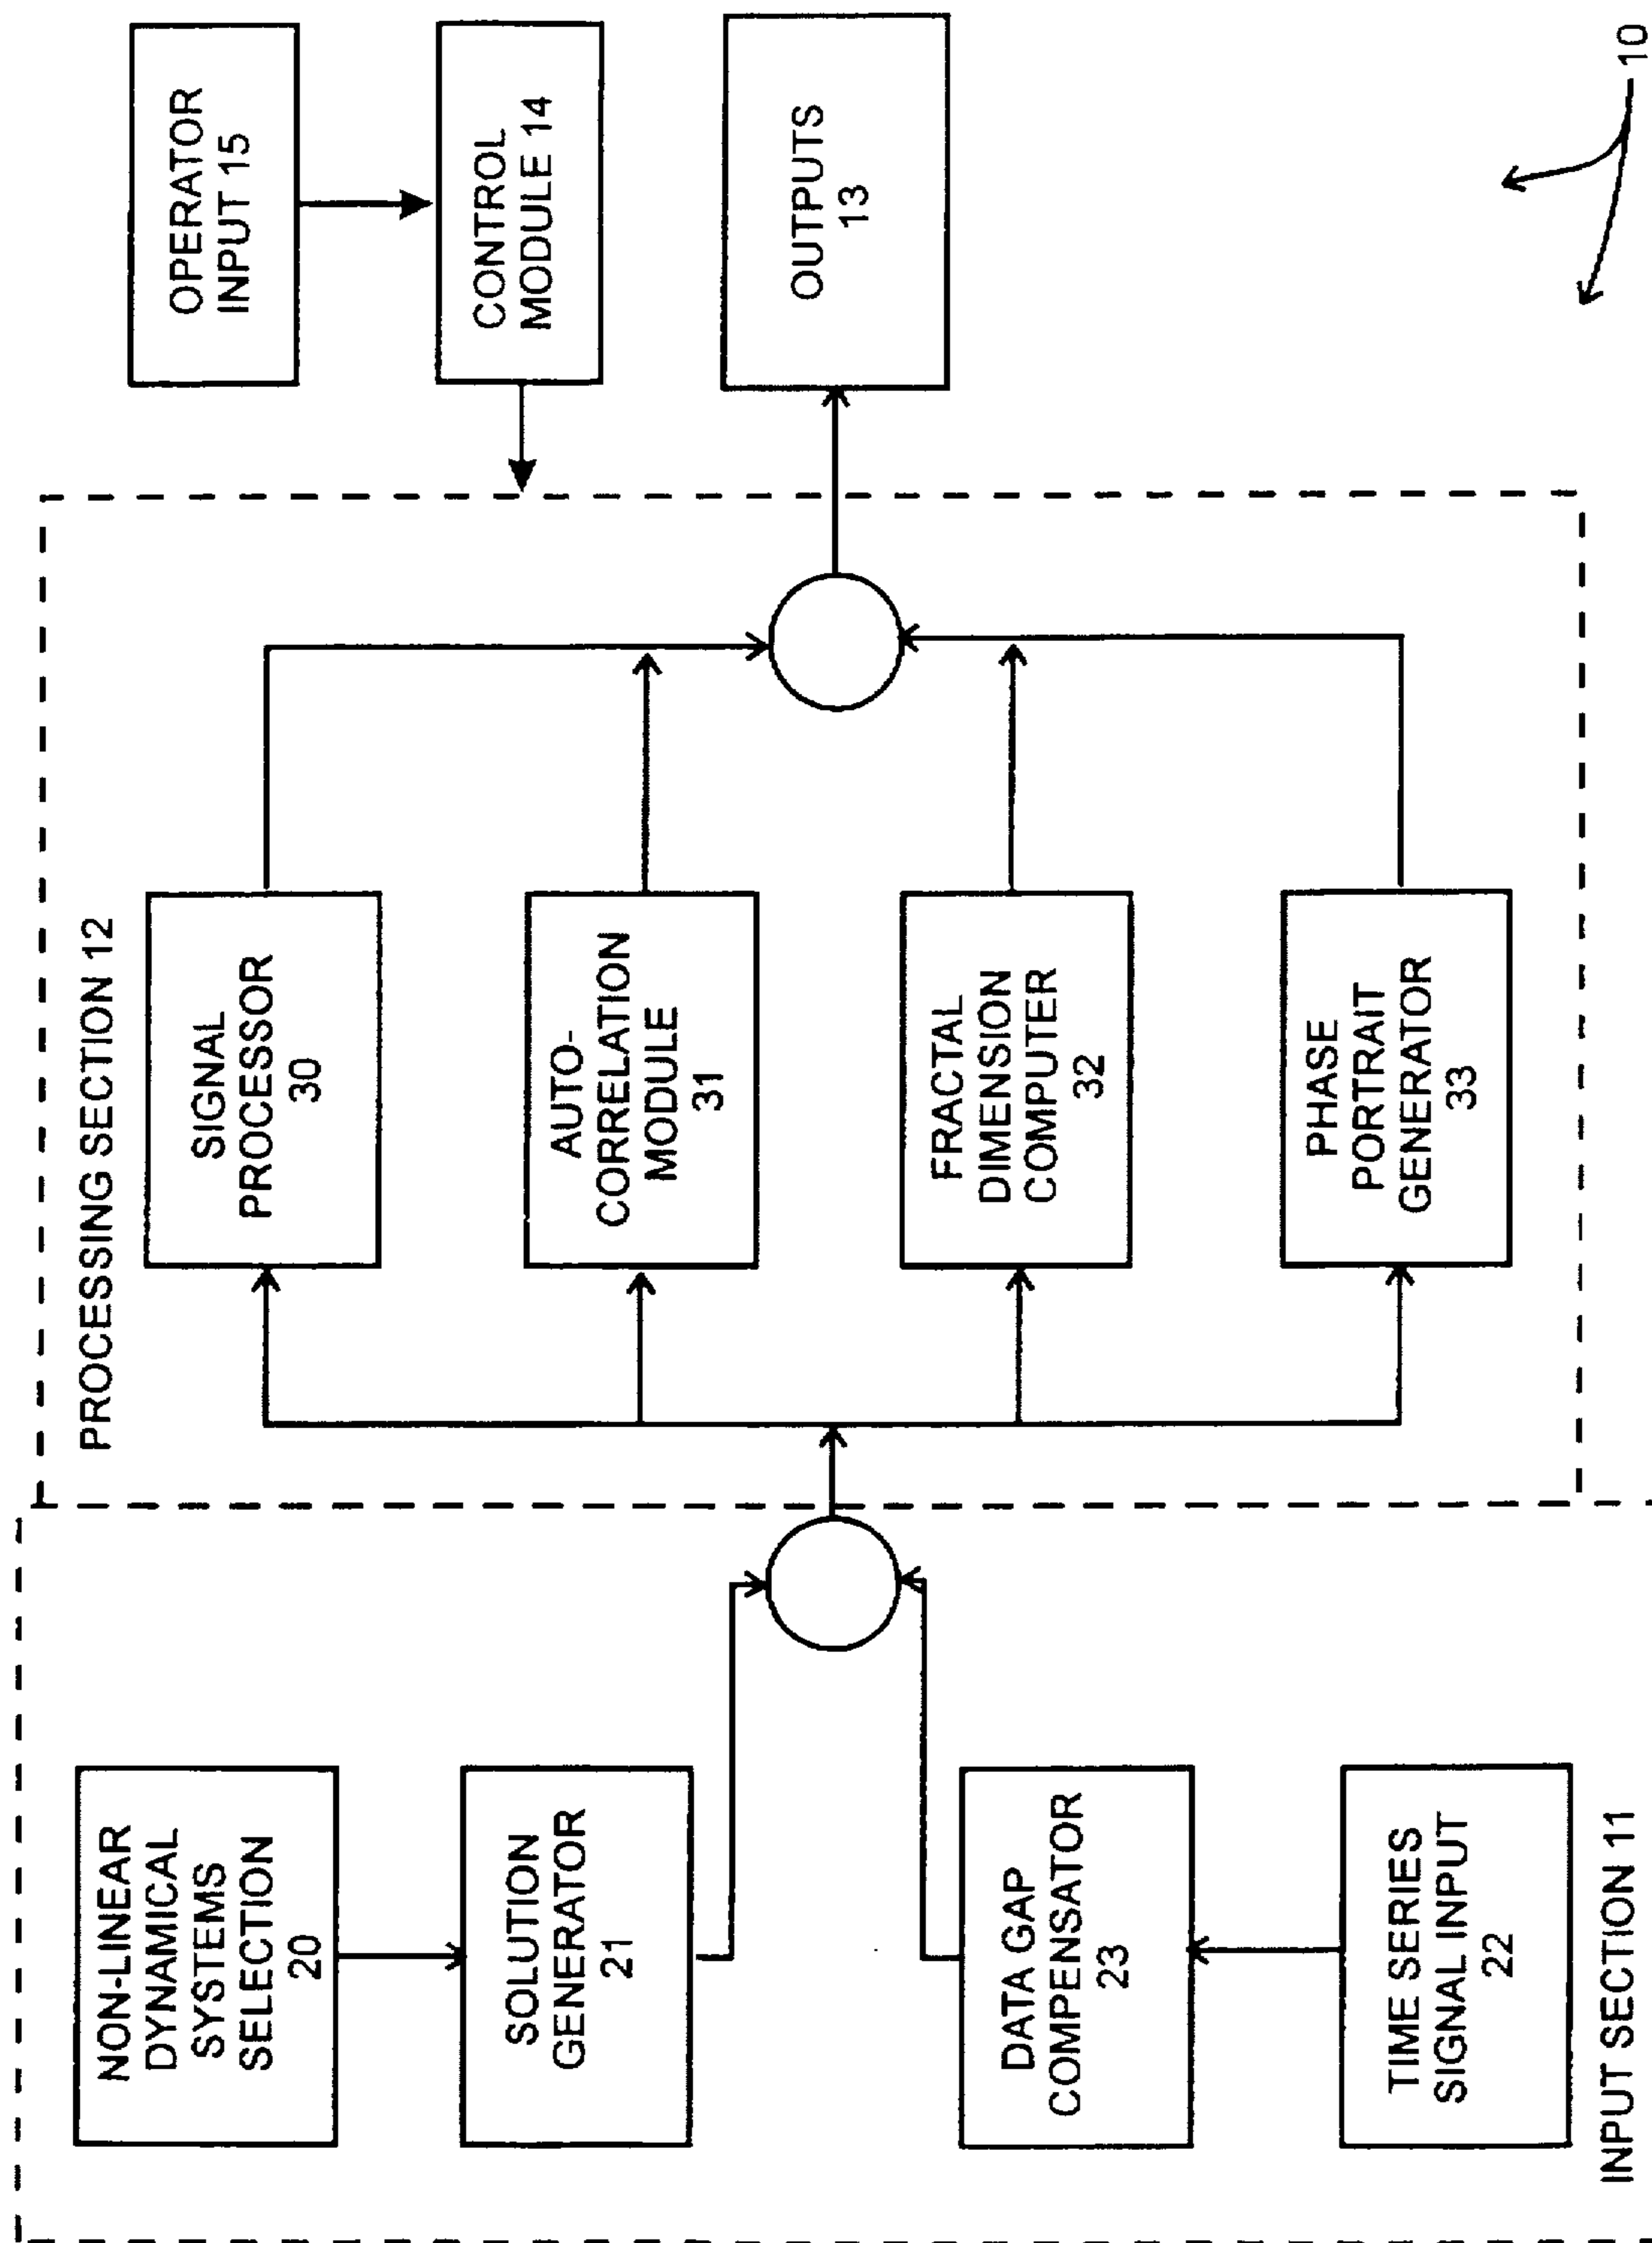 NON-LINEAR
DYNAMICAL
SYSTEMS
SELECTION
20
SOLUTION
GENERATOR
21
DATA GAP
COMPENSATOR
23
TIME SERIES
SIGNAL INPUT
22
INPUT SECTION 11
PROCESSING SECTION 12
SIGNAL
PROCESSOR
30
AUTO-
CORRELATION
MODULE
31
FRACTAL
DIMENSION
COMPUTER
32
PHASE
PORTRAIT
GENERATOR
33
OPERATOR
INPUT 15
CONTROL
MODULE 14
OUTPUTS
13
10